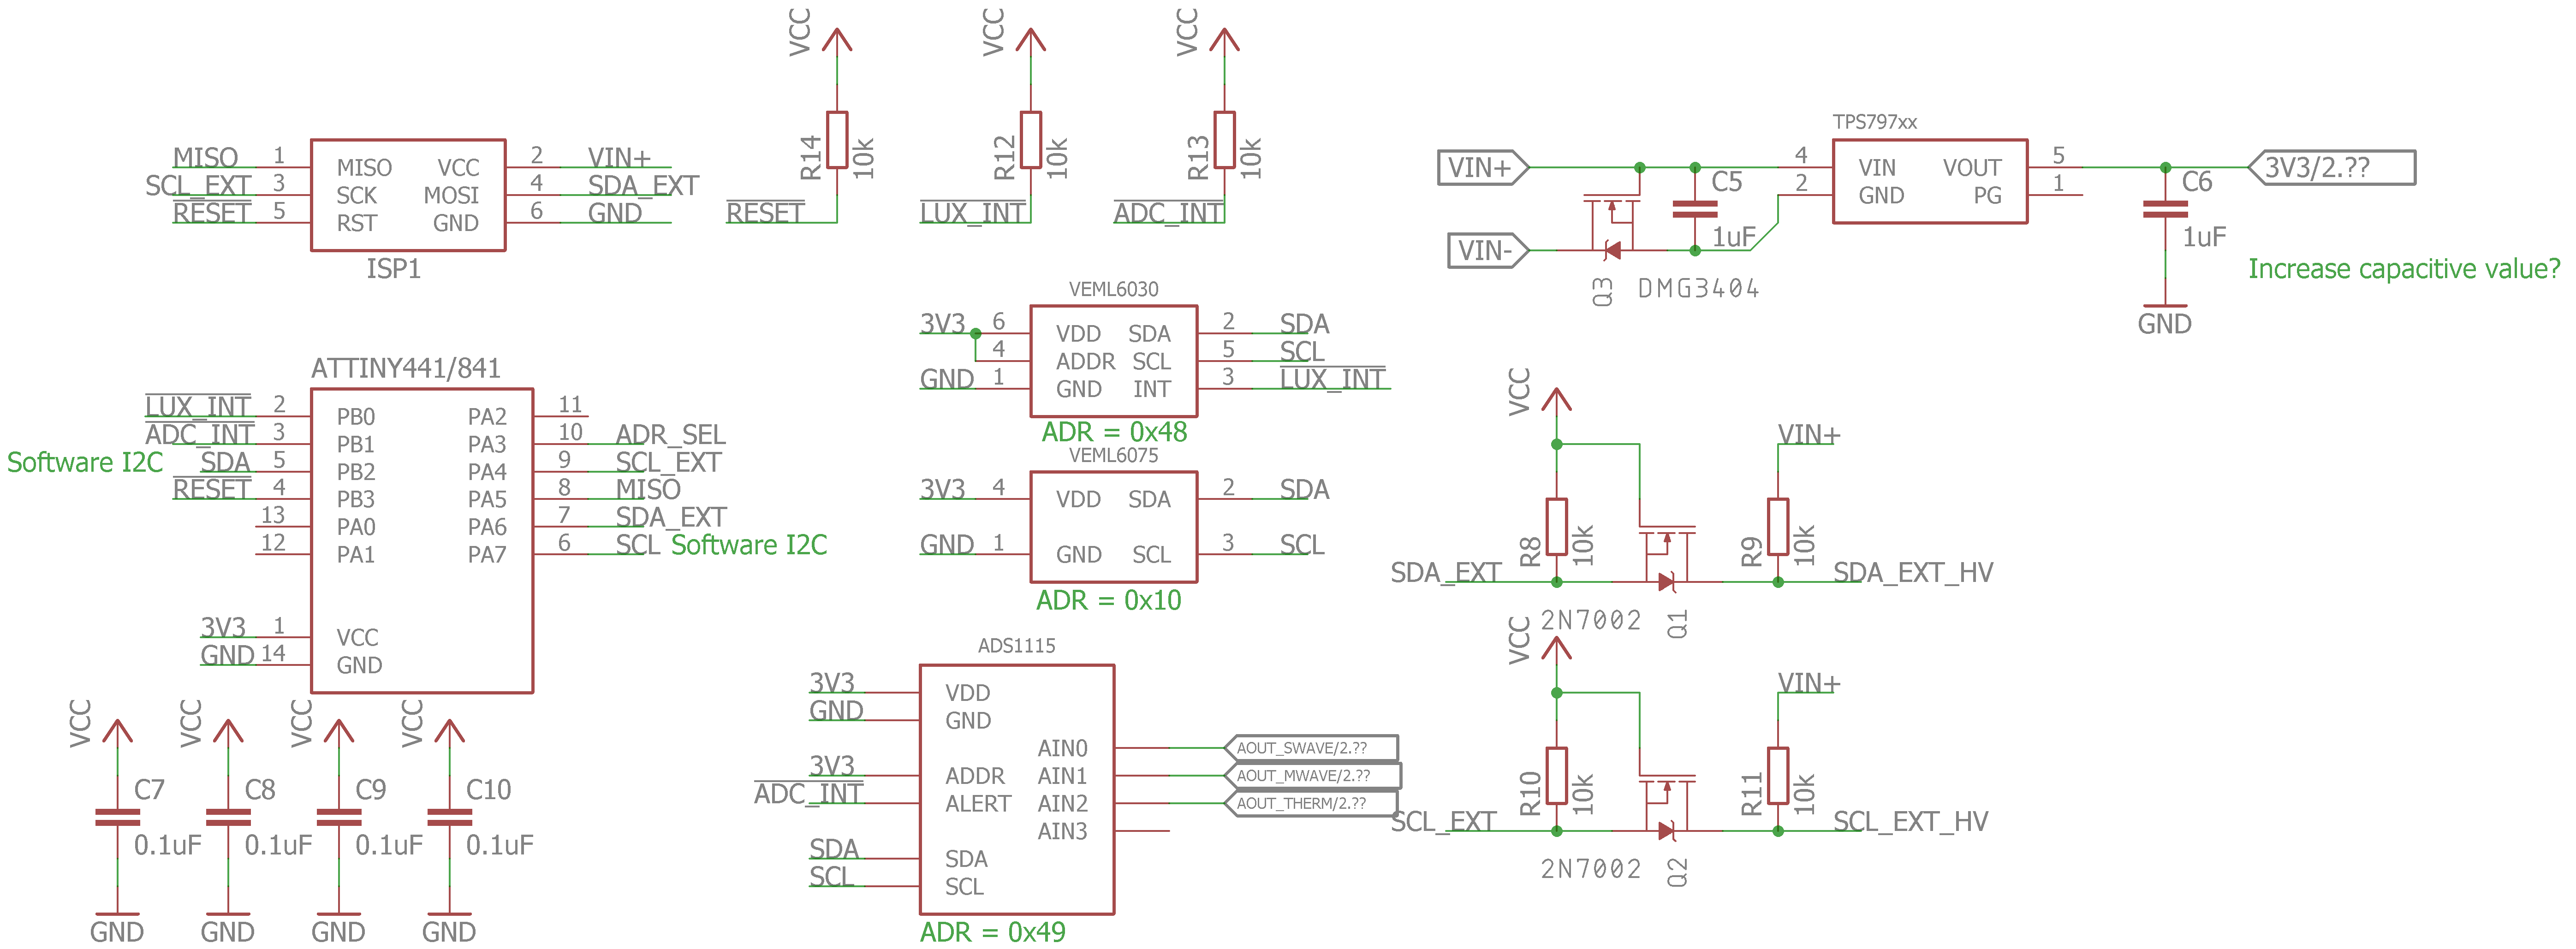 VCC
R14
10k
RESET
VCC
R12
10k
LUX_INT
VCC
R13
10k
ADC_INT
MISO 1 MISO VCC 2 VIN+
SCL_EXT 3 SCK MOSI 4 SDA_EXT
RESET 5 RST GND 6 GND
ISP1
TPS797xx
VIN+ 4 VIN VOUT 5 3V3/2.??
2 GND PG 1
C5
1uF
C6
1uF
VIN-
Q3 DMG3404
GND
Increase capacitive value?
VEML6030
3V3 6 VDD SDA 2 SDA
4 ADDR SCL 5 SCL
GND 1 GND INT 3 LUX_INT
ADR = 0x48
VEML6075
3V3 4 VDD SDA 2 SDA
GND 1 GND SCL 3 SCL
ADR = 0x10
ATTINY441/841
LUX_INT 2 PB0 PA2 11
ADC_INT 3 PB1 PA3 10 ADR_SEL
Software I2C SDA 5 PB2 PA4 9 SCL_EXT
RESET 4 PB3 PA5 8 MISO
13 PA0 PA6 7 SDA_EXT
12 PA1 PA7 6 SCL Software I2C
3V3 1 VCC
GND 14 GND
VCC
VIN+
R8
10k
R9
10k
SDA_EXT
SDA_EXT_HV
2N7002 Q1
VCC
VIN+
R10
10k
R11
10k
SCL_EXT
SCL_EXT_HV
2N7002 Q2
ADS1115
3V3 VDD
GND GND
AIN0 AOUT_SWAVE/2.??
3V3 ADDR AIN1 AOUT_MWAVE/2.??
ADC_INT ALERT AIN2 AOUT_THERM/2.??
AIN3
SDA SDA
SCL SCL
ADR = 0x49
VCC
C7
0.1uF
GND
VCC
C8
0.1uF
GND
VCC
C9
0.1uF
GND
VCC
C10
0.1uF
GND